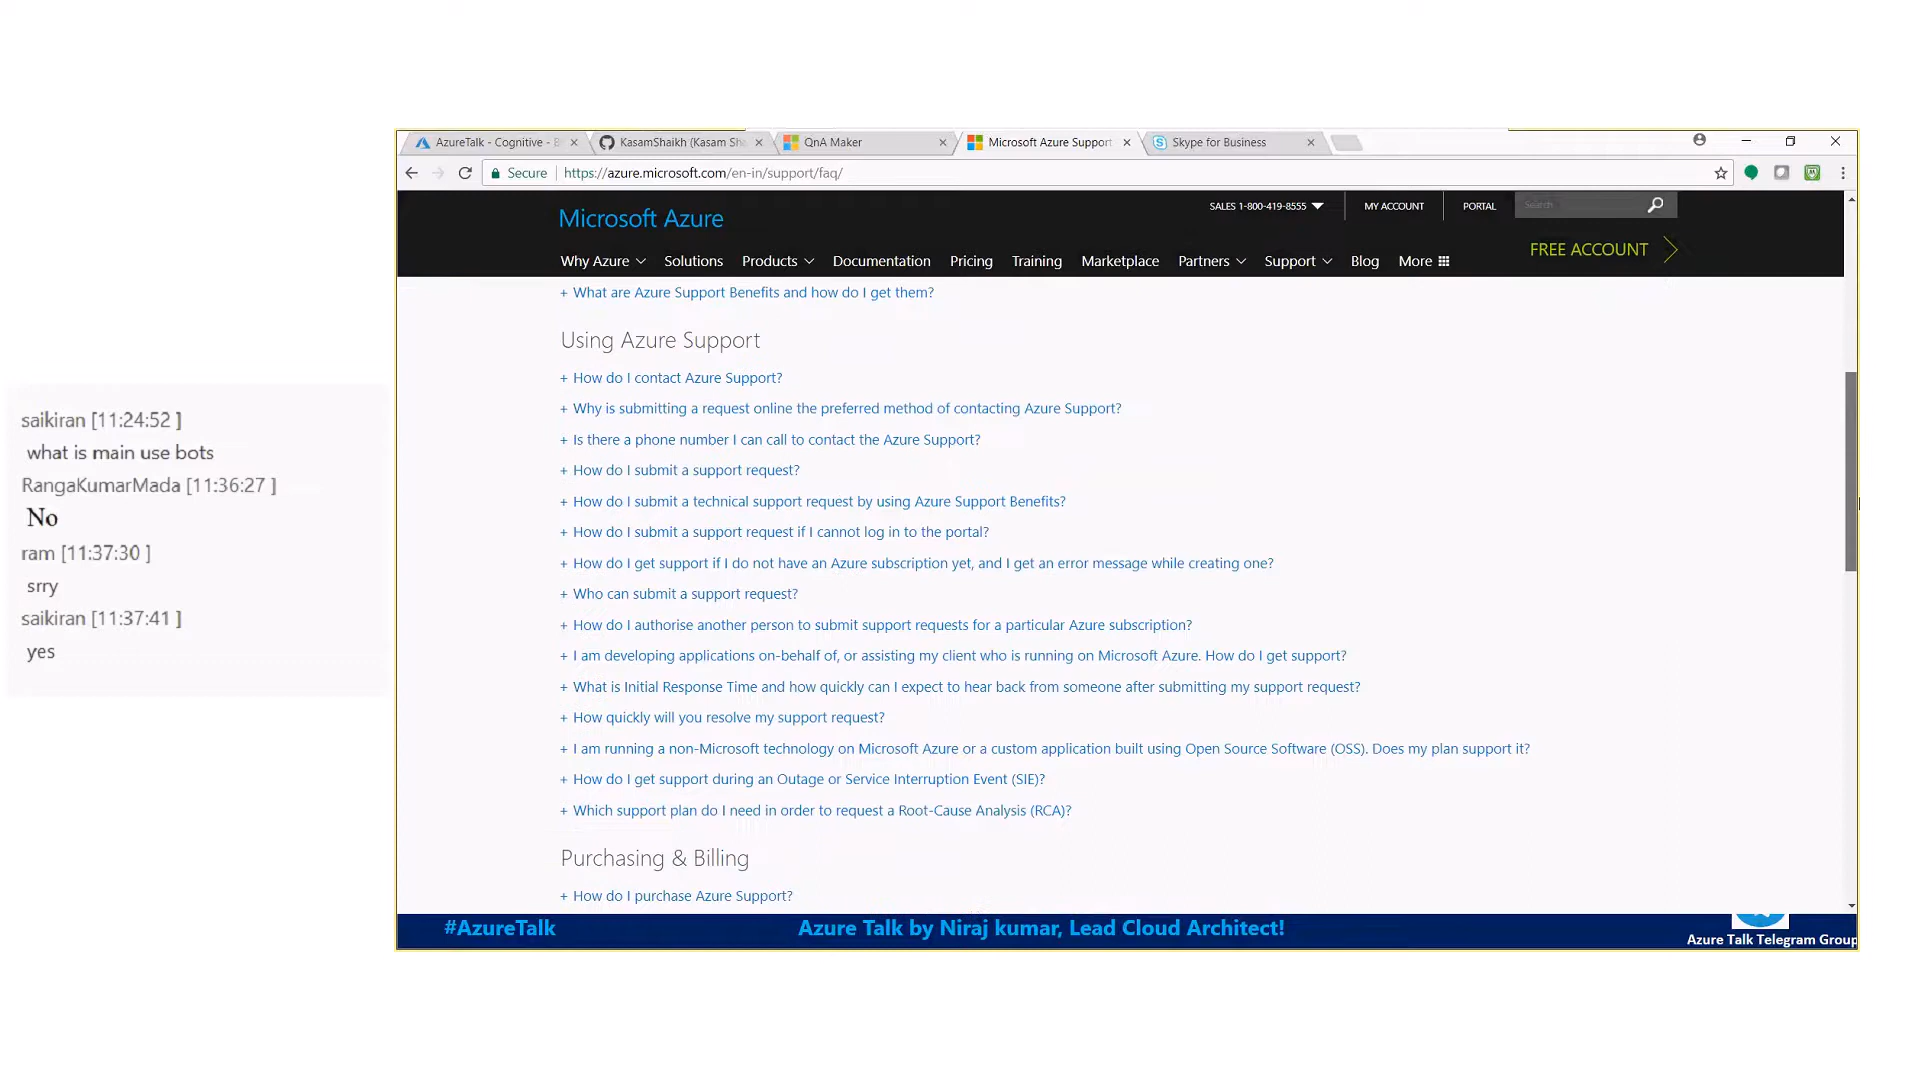 saikiran [11:24:52 ]
what is main use bots
RangaKumarMada [11:36:27 ]
No
ram [11:37:30 ]
srry
saikiran [11:37:41 ]
yes
AzureTalk - Cognitive - B
KasamShaikh (Kasam Sha
QnA Maker
Microsoft Azure Support
Skype for Business
Secure
https://azure.microsoft.com/en-in/support/faq/
Microsoft Azure
SALES 1-800-419-8555
MY ACCOUNT
PORTAL
Search
Why Azure
Solutions
Products
Documentation
Pricing
Training
Marketplace
Partners
Support
Blog
More
FREE ACCOUNT
+ What are Azure Support Benefits and how do I get them?
Using Azure Support
+ How do I contact Azure Support?
+ Why is submitting a request online the preferred method of contacting Azure Support?
+ Is there a phone number I can call to contact the Azure Support?
+ How do I submit a support request?
+ How do I submit a technical support request by using Azure Support Benefits?
+ How do I submit a support request if I cannot log in to the portal?
+ How do I get support if I do not have an Azure subscription yet, and I get an error message while creating one?
+ Who can submit a support request?
+ How do I authorise another person to submit support requests for a particular Azure subscription?
+ I am developing applications on-behalf of, or assisting my client who is running on Microsoft Azure. How do I get support?
+ What is Initial Response Time and how quickly can I expect to hear back from someone after submitting my support request?
+ How quickly will you resolve my support request?
+ I am running a non-Microsoft technology on Microsoft Azure or a custom application built using Open Source Software (OSS). Does my plan support it?
+ How do I get support during an Outage or Service Interruption Event (SIE)?
+ Which support plan do I need in order to request a Root-Cause Analysis (RCA)?
Purchasing & Billing
+ How do I purchase Azure Support?
#AzureTalk
Azure Talk by Niraj kumar, Lead Cloud Architect!
Azure Talk Telegram Group